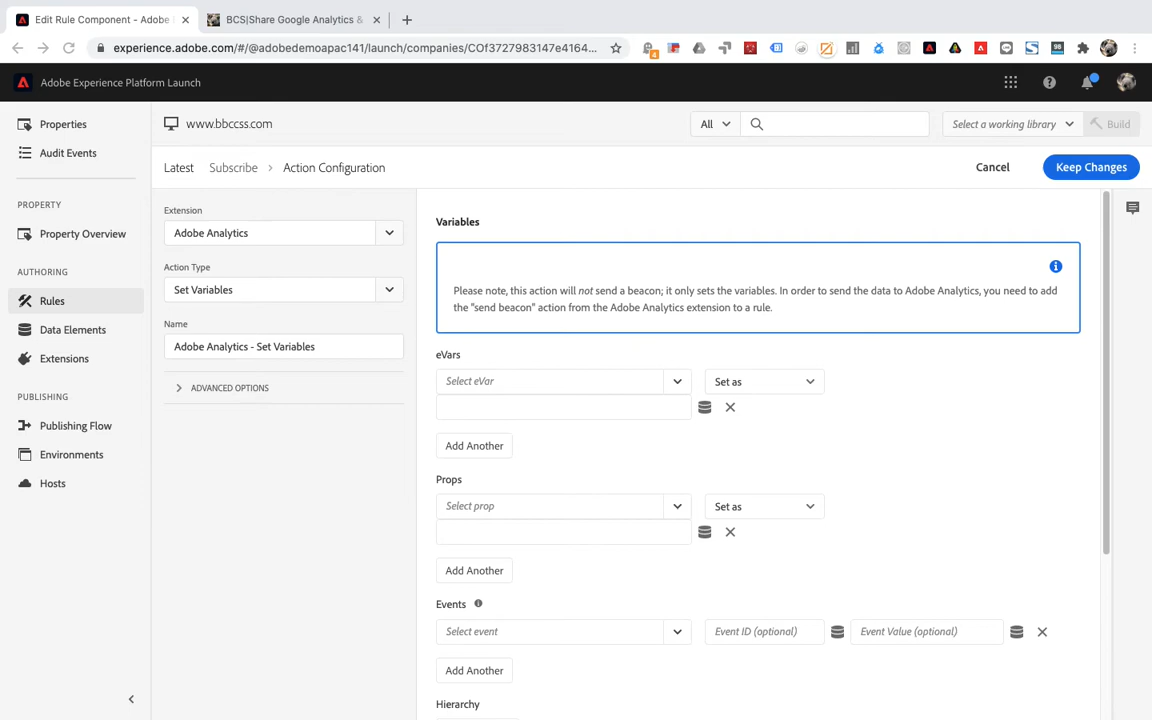 Edit Rule Component - Adobe
BCS|Share Google Analytics &
experience.adobe.com/#/@adobedemoapac141/launch/companies/COf3727983147e4164...
4
96
Adobe Experience Platform Launch
Properties
Audit Events
PROPERTY
Property Overview
AUTHORING
Rules
Data Elements
Extensions
PUBLISHING
Publishing Flow
Environments
Hosts
www.bbccss.com
All
Select a working library
Build
Latest Subscribe > Action Configuration
Cancel
Keep Changes
Extension
Adobe Analytics
Action Type
Set Variables
Name
Adobe Analytics - Set Variables
ADVANCED OPTIONS
Variables
Please note, this action will not send a beacon; it only sets the variables. In order to send the data to Adobe Analytics, you need to add
the "send beacon" action from the Adobe Analytics extension to a rule.
eVars
Select eVar
Set as
Add Another
Props
Select prop
Set as
Add Another
Events
Select event
Event ID (optional)
Event Value (optional)
Add Another
Hierarchy